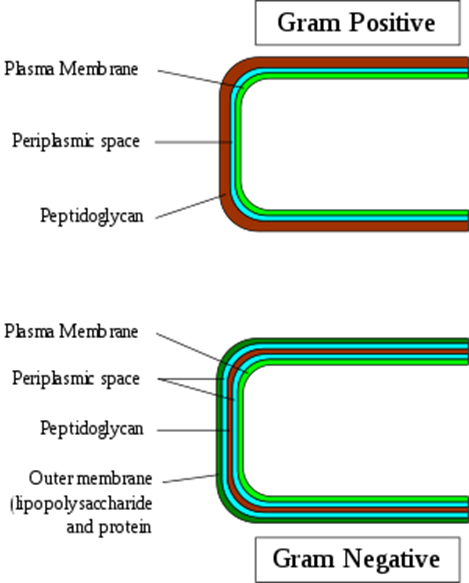 Gram Positive
Plasma Membrane
Periplasmic space
Peptidoglycan
Plasma Membrane
Periplasmic space
Peptidoglycan
Outer membrane
(lipopolysaccharide
and protein
Gram Negative